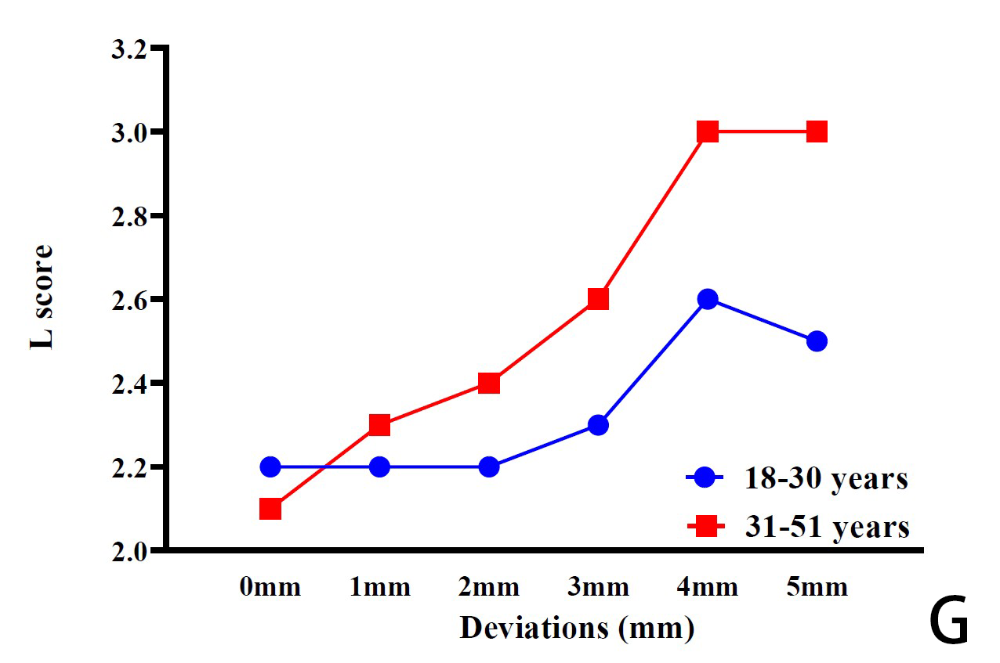 3.2
3.0
2.8
2.6
2.4
2.2
2.0
L score
18-30 years
31-51 years
0mm 1mm 2mm 3mm 4mm 5mm
Deviations (mm)
G